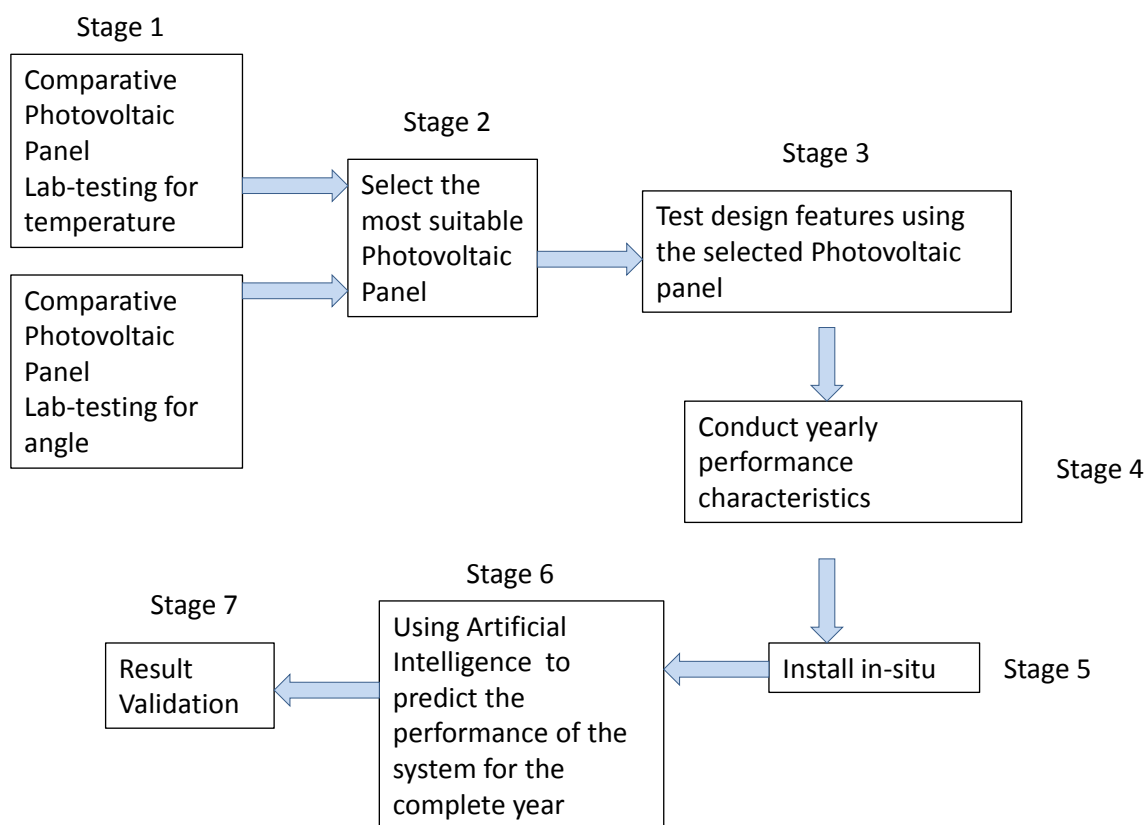 Stage 1
Comparative
Photovoltaic
Panel
Lab-testing for
temperature
Comparative
Photovoltaic
Panel
Lab-testing for
angle
Stage 2
Select the
most suitable
Photovoltaic
Panel
Stage 3
Test design features using
the selected Photovoltaic
panel
Conduct yearly
performance
characteristics
Stage 4
Install in-situ
Stage 5
Stage 6
Using Artificial
Intelligence to
predict the
performance of the
system for the
complete year
Stage 7
Result
Validation